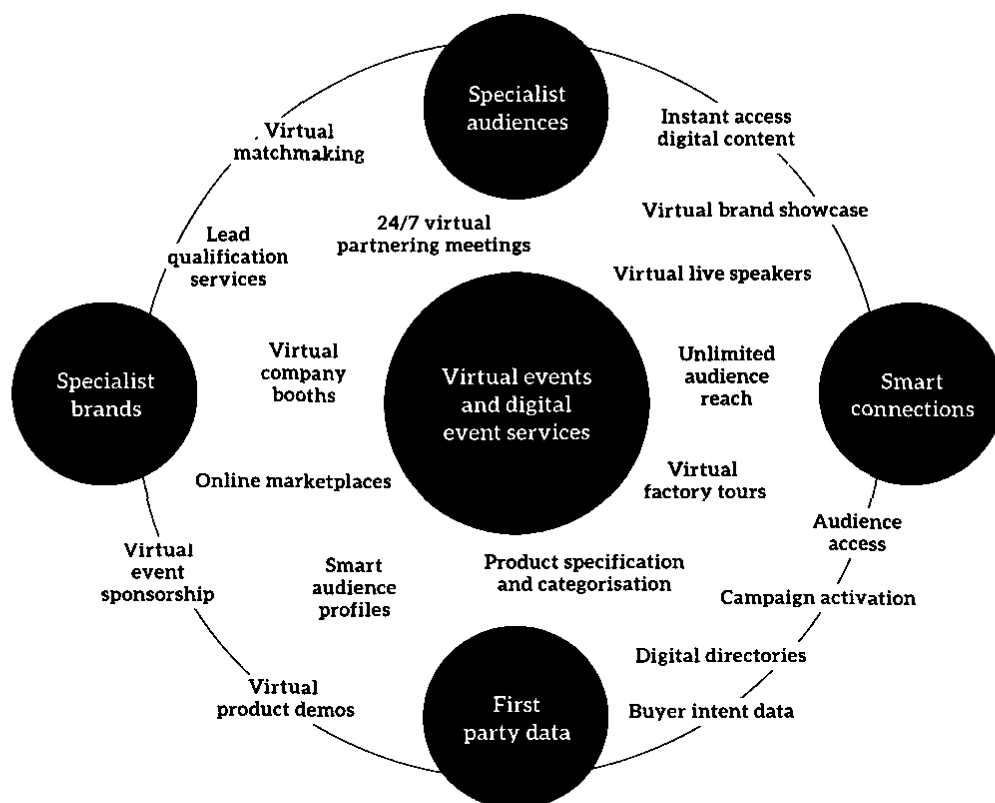 Specialist
audiences
Virtual
matchmaking
Instant access
digital content
24/7 virtual
partnering meetings
Virtual brand showcase
Lead
qualification
services
Virtual live speakers
Specialist
brands
Virtual
company
booths
Virtual events
and digital
event services
Unlimited
audience
reach
Smart
connections
Online marketplaces
Virtual
factory tours
Audience
access
Virtual
event
sponsorship
Smart
audience
profiles
Product specification
and categorisation
Campaign activation
Digital directories
Virtual
product demos
First
party data
Buyer intent data